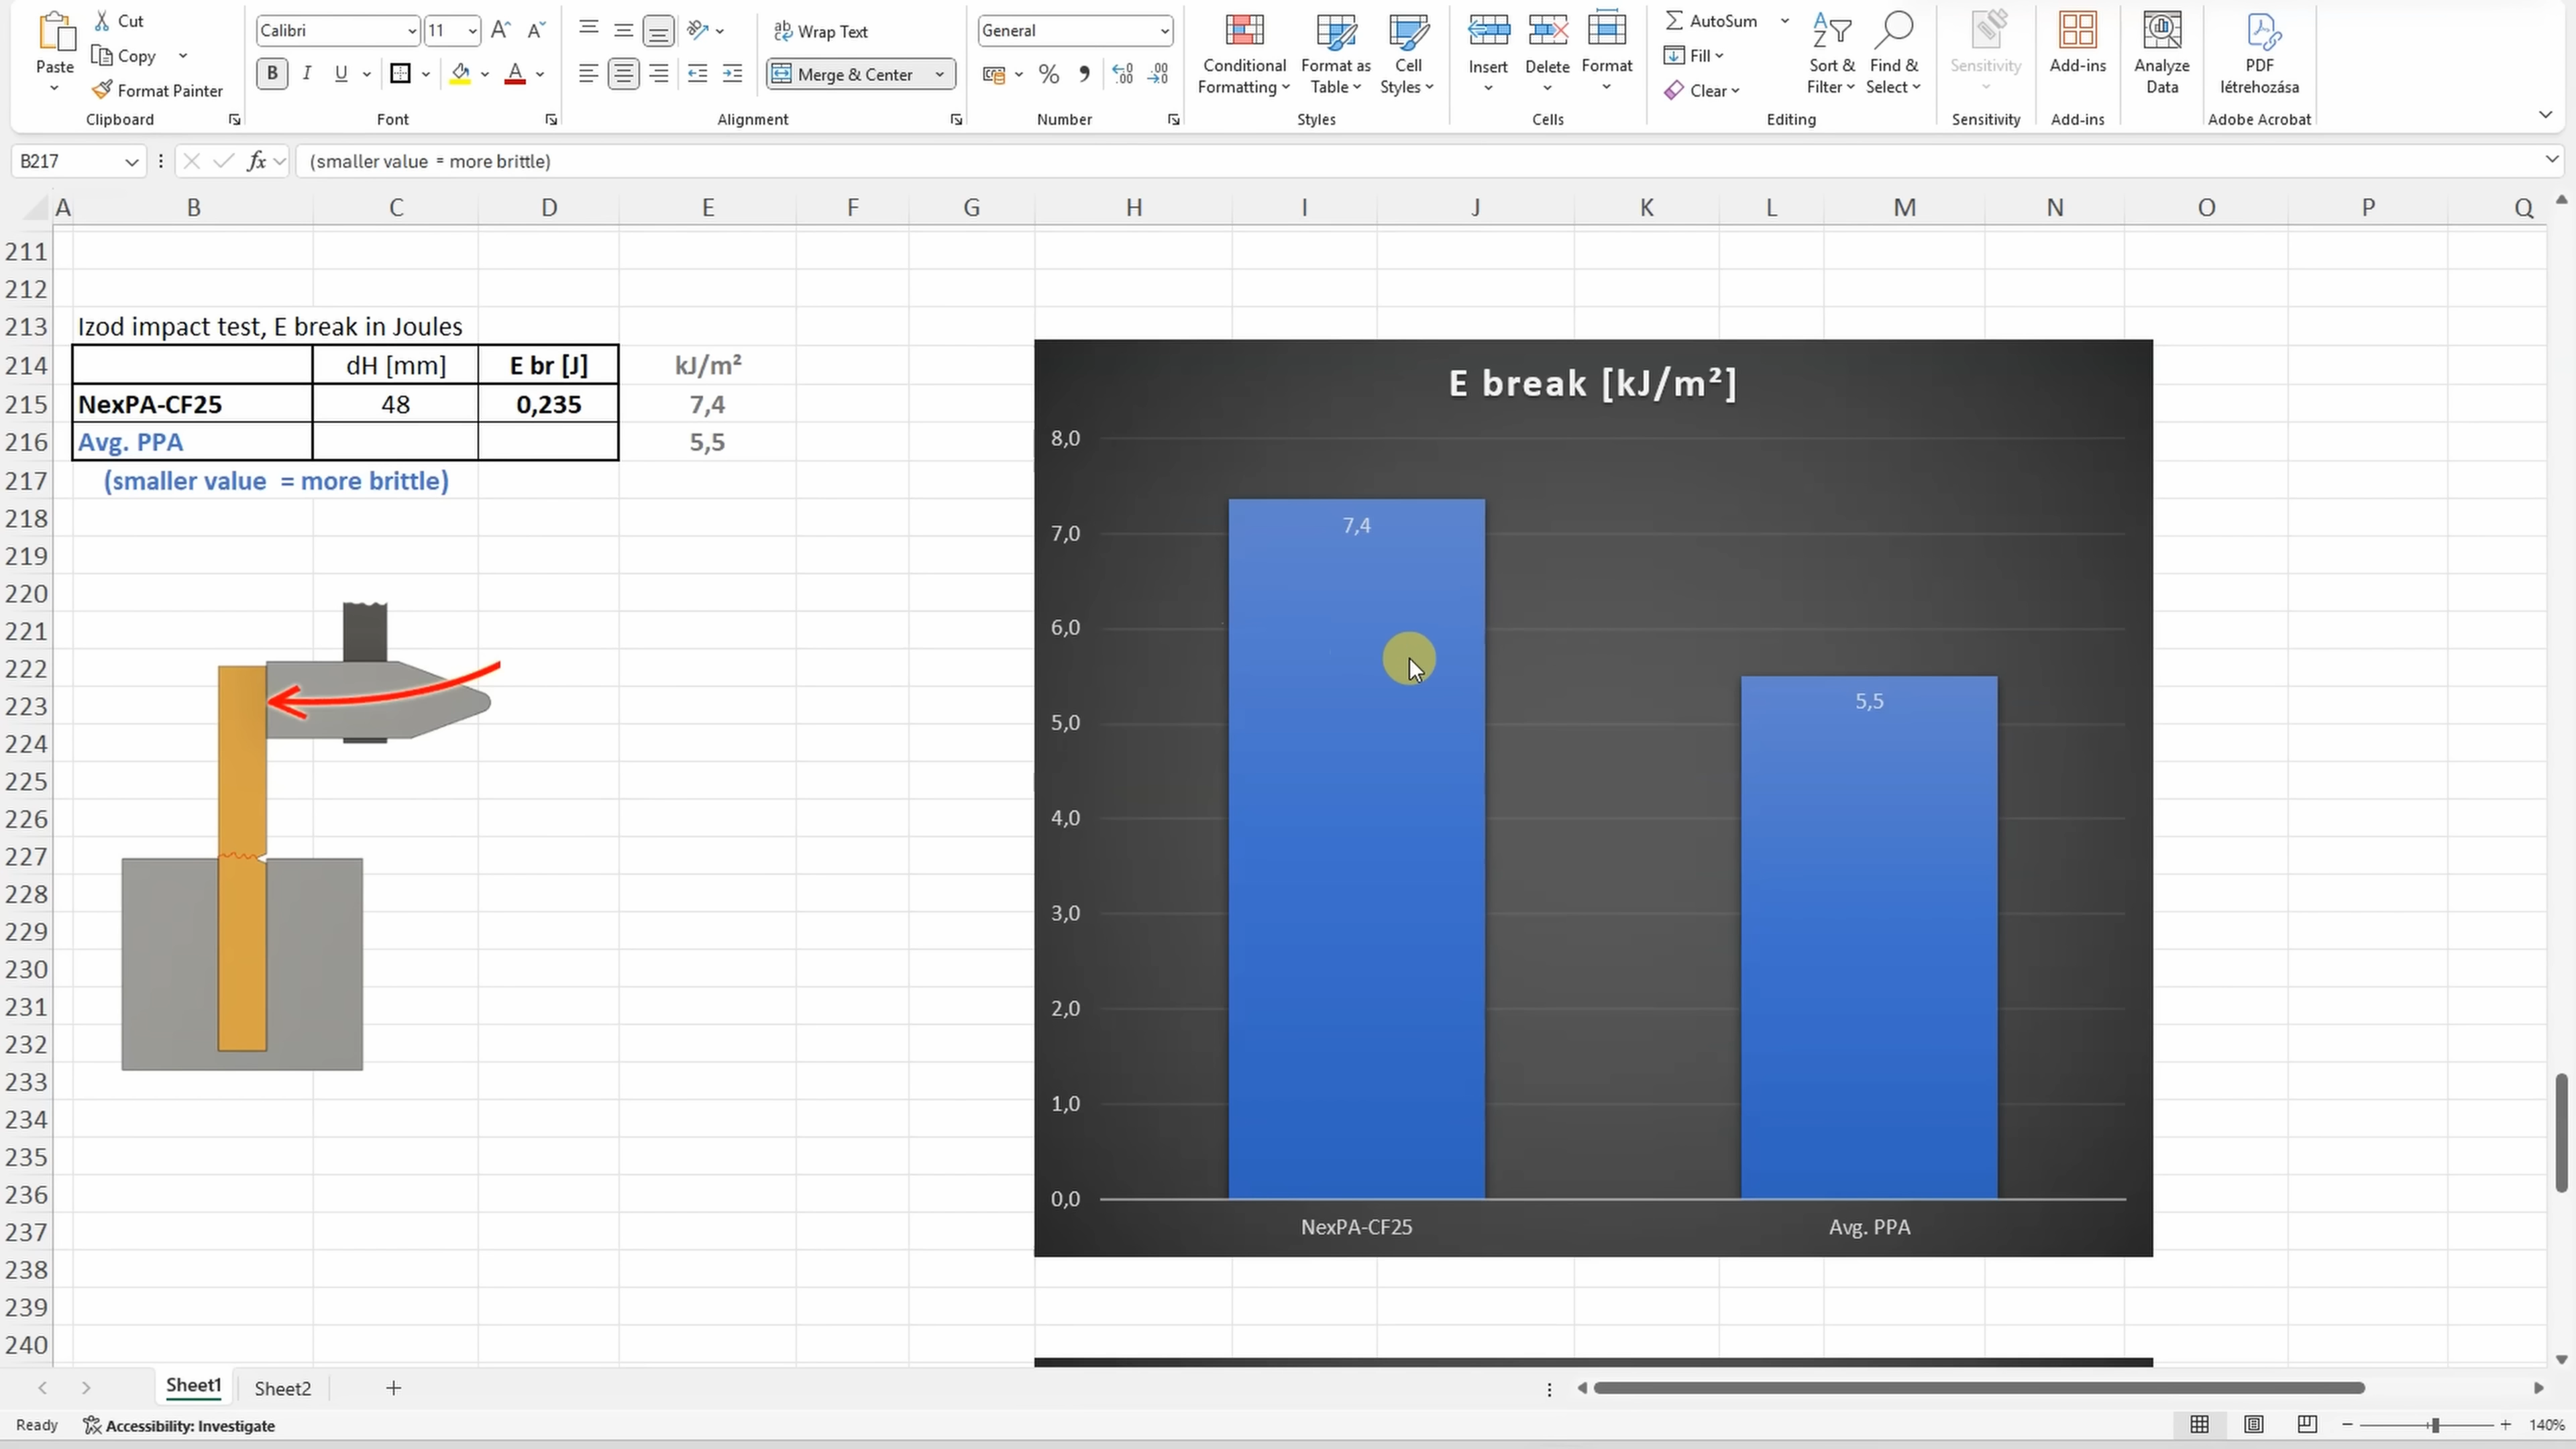 Cut
Copy
Paste
Format Painter
Clipboard
Calibri
11
B I U
Font
Wrap Text
Merge & Center
Alignment
General
Number
Conditional Formatting
Format as Table
Cell Styles
Styles
Insert
Delete
Format
Cells
AutoSum
Fill
Clear
Sort & Filter
Find & Select
Editing
Sensitivity
Sensitivity
Add-ins
Add-ins
Analyze Data
PDF létrehozása
Adobe Acrobat
B217
fx
(smaller value = more brittle)
A B C D E F G H I J K L M N O P Q
211
212
213 Izod impact test, E break in Joules
214 dH [mm] E br [J] kJ/m²
215 NexPA-CF25 48 0,235 7,4
216 Avg. PPA 5,5
217 (smaller value = more brittle)
218
219
220
221
222
223
224
225
226
227
228
229
230
231
232
233
234
235
236
237
238
239
240
E break [kJ/m²]
8,0
7,0
6,0
5,0
4,0
3,0
2,0
1,0
0,0
7,4
5,5
NexPA-CF25 Avg. PPA
Sheet1 Sheet2
Ready Accessibility: Investigate 140%